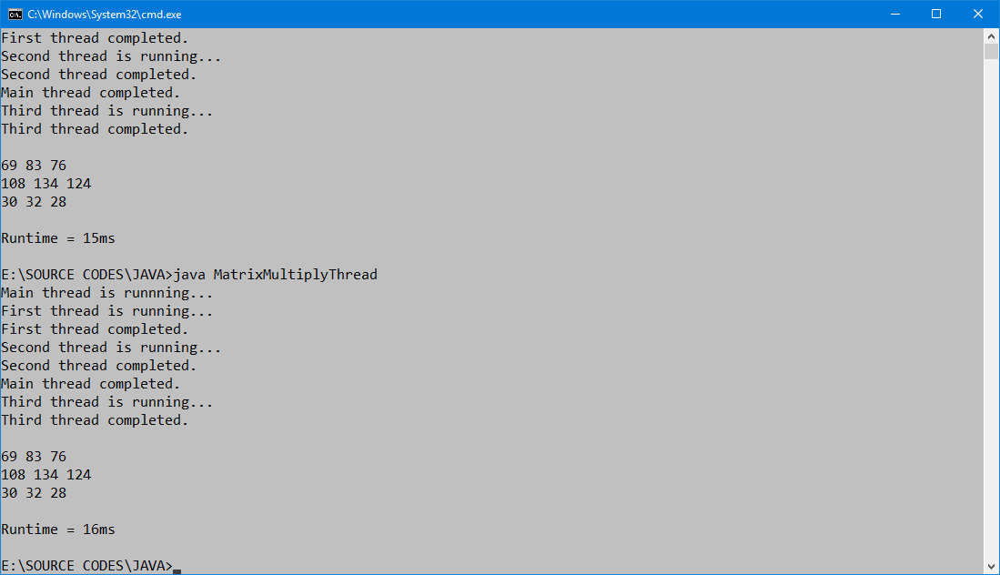 C:\Windows\System32\cmd.exe
First thread completed.
Second thread is running...
Second thread completed.
Main thread completed.
Third thread is running...
Third thread completed.
69 83 76
108 134 124
30 32 28
Runtime = 15ms
E:\SOURCE CODES\JAVA>java MatrixMultiplyThread
Main thread is runnning...
First thread is running...
First thread completed.
Second thread is running...
Second thread completed.
Main thread completed.
Third thread is running...
Third thread completed.
69 83 76
108 134 124
30 32 28
Runtime = 16ms
E:\SOURCE CODES\JAVA>